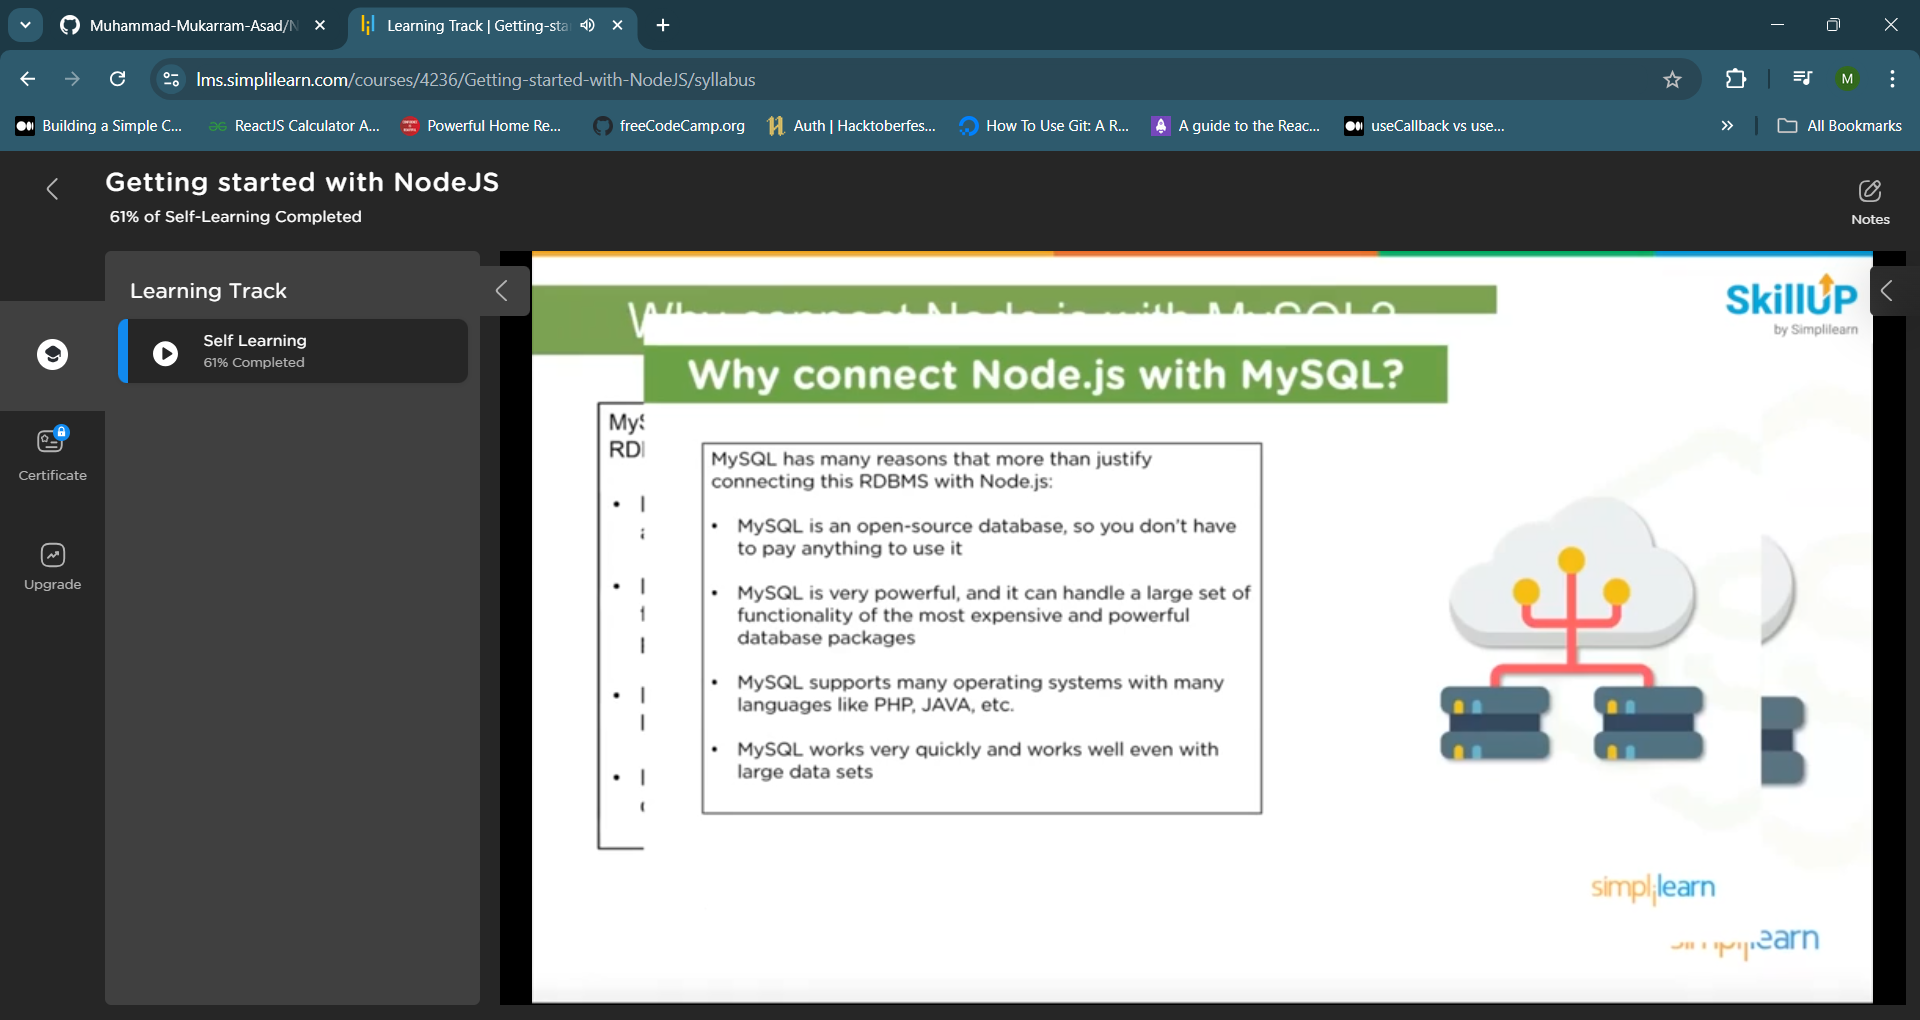 Muhammad-Mukarram-Asad/N
Learning Track | Getting-sta
lms.simplilearn.com/courses/4236/Getting-started-with-NodeJS/syllabus
M
Building a Simple C...
ReactJS Calculator A...
Powerful Home Re...
freeCodeCamp.org
Auth | Hacktoberfes...
How To Use Git: A R...
A guide to the Reac...
useCallback vs use...
All Bookmarks
Getting started with NodeJS
61% of Self-Learning Completed
Notes
Learning Track
Self Learning
61% Completed
Certificate
Upgrade
SkillUP
by Simplilearn
Why connect Node.js with MySQL?
Why connect Node.js with MySQL?
MySQL has many reasons that more than justify
connecting this RDBMS with Node.js:
• MySQL is an open-source database, so you don't have
to pay anything to use it
• MySQL is very powerful, and it can handle a large set of
functionality of the most expensive and powerful
database packages
• MySQL supports many operating systems with many
languages like PHP, JAVA, etc.
• MySQL works very quickly and works well even with
large data sets
simplilearn
simplilearn